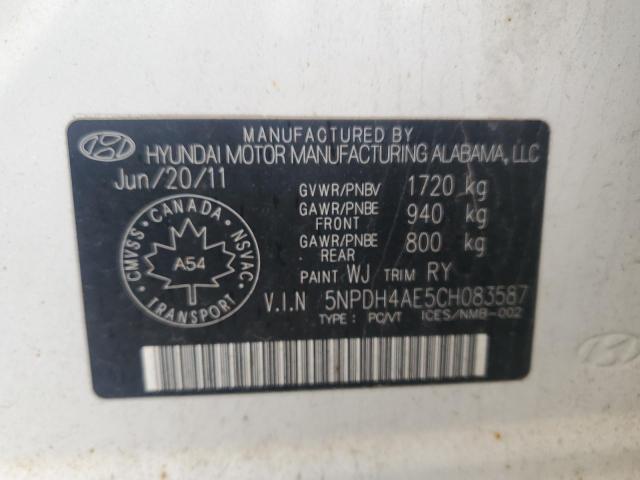 MANUFACTURED BY
HYUNDAI MOTOR MANUFACTURING ALABAMA, LLC
Jun/20/11
GVWR/PNBV 1720 kg
GAWR/PNBE FRONT 940 kg
GAWR/PNBE REAR 800 kg
PAINT WJ TRIM RY
CANADA
CMVSS NSVAC
A54
V.I.N 5NPDH4AE5CH083587
TYPE : PC/VT ICES/NMB-002